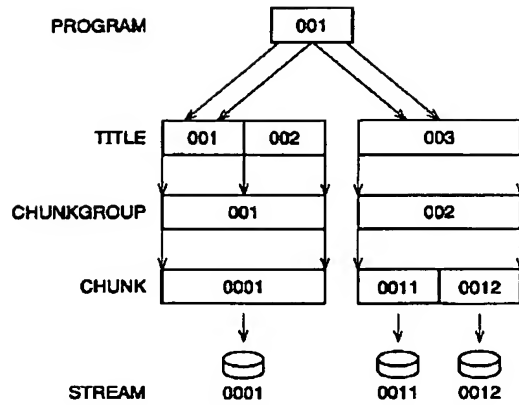 PROGRAM 001
TITLE 001 002 003
CHUNKGROUP 001 002
CHUNK 0001 0011 0012
STREAM 0001 0011 0012